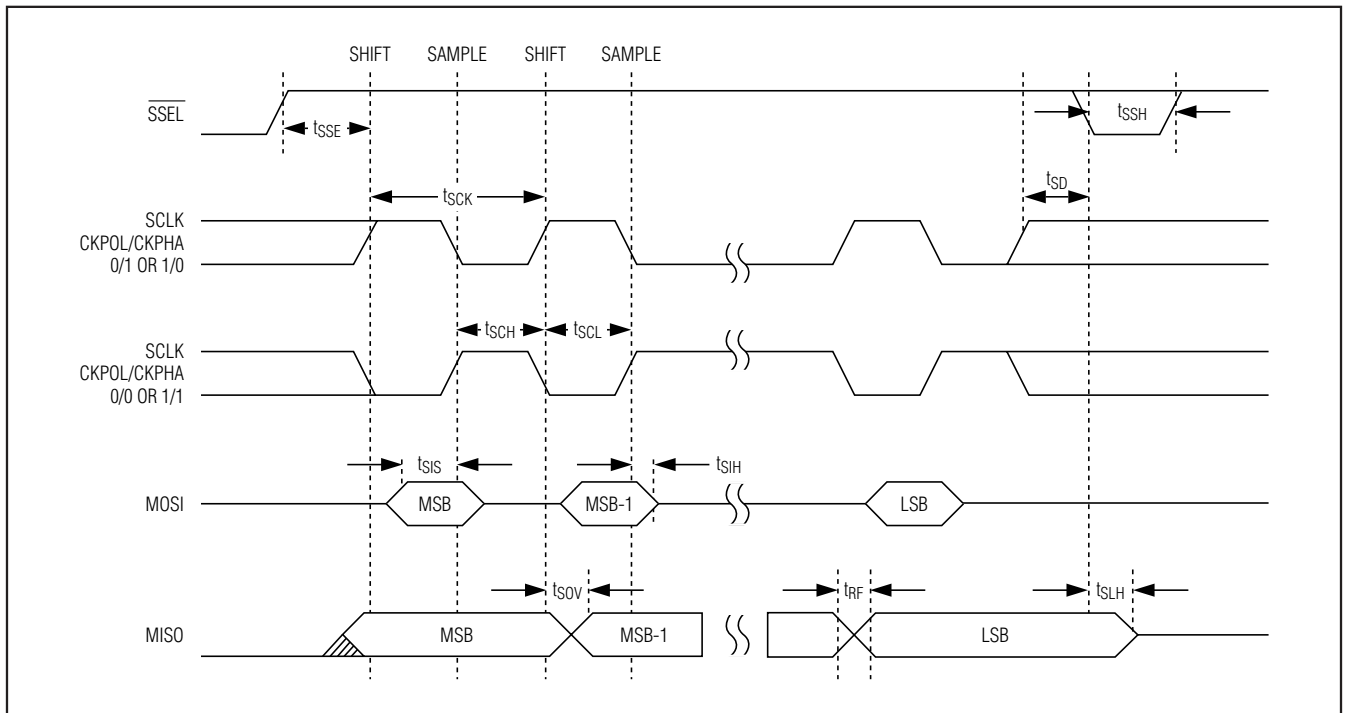 SHIFT SAMPLE SHIFT SAMPLE
SSEL
tSSE
tSSH
tSCK
tSD
SCLK
CKPOL/CKPHA
0/1 OR 1/0
tSCH
tSCL
SCLK
CKPOL/CKPHA
0/0 OR 1/1
tSIS
tSIH
MOSI
MSB
MSB-1
LSB
tSOV
tRF
tSLH
MISO
MSB
MSB-1
LSB